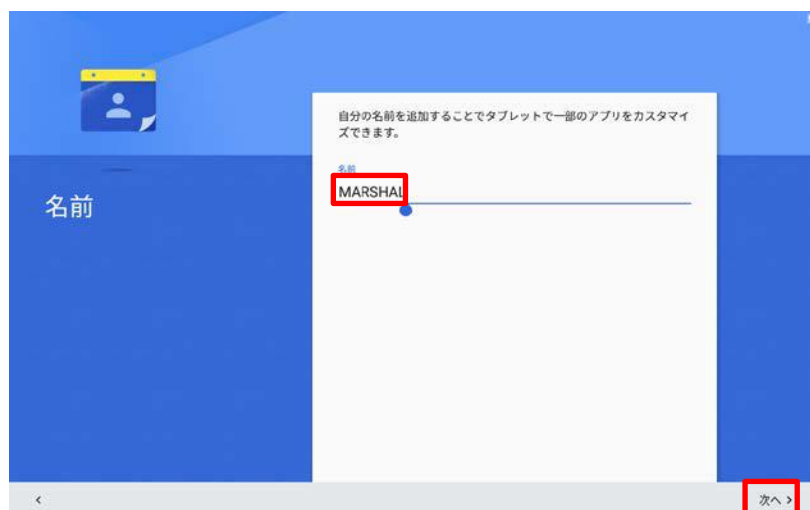 自分の名前を追加することでタブレットで一部のアプリをカスタマイ
ズできます。
名前
MARSHAL
名前
次へ